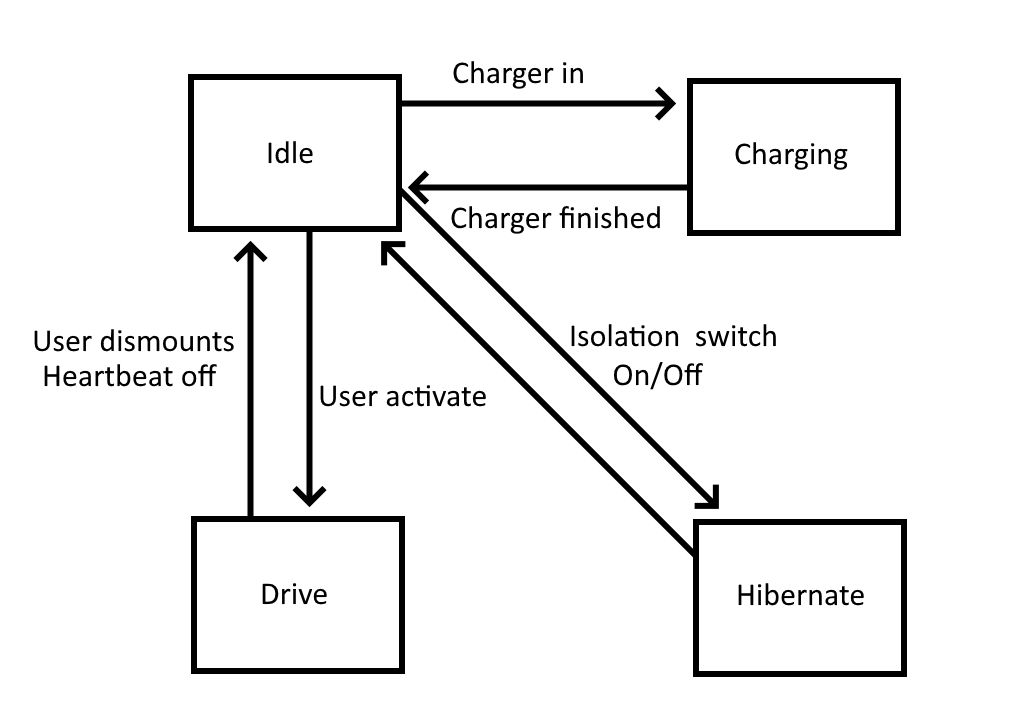 Charger in
Idle
Charging
Charger finished
User dismounts
Heartbeat off
Isolation  switch
On/Off
User activate
Drive
Hibernate